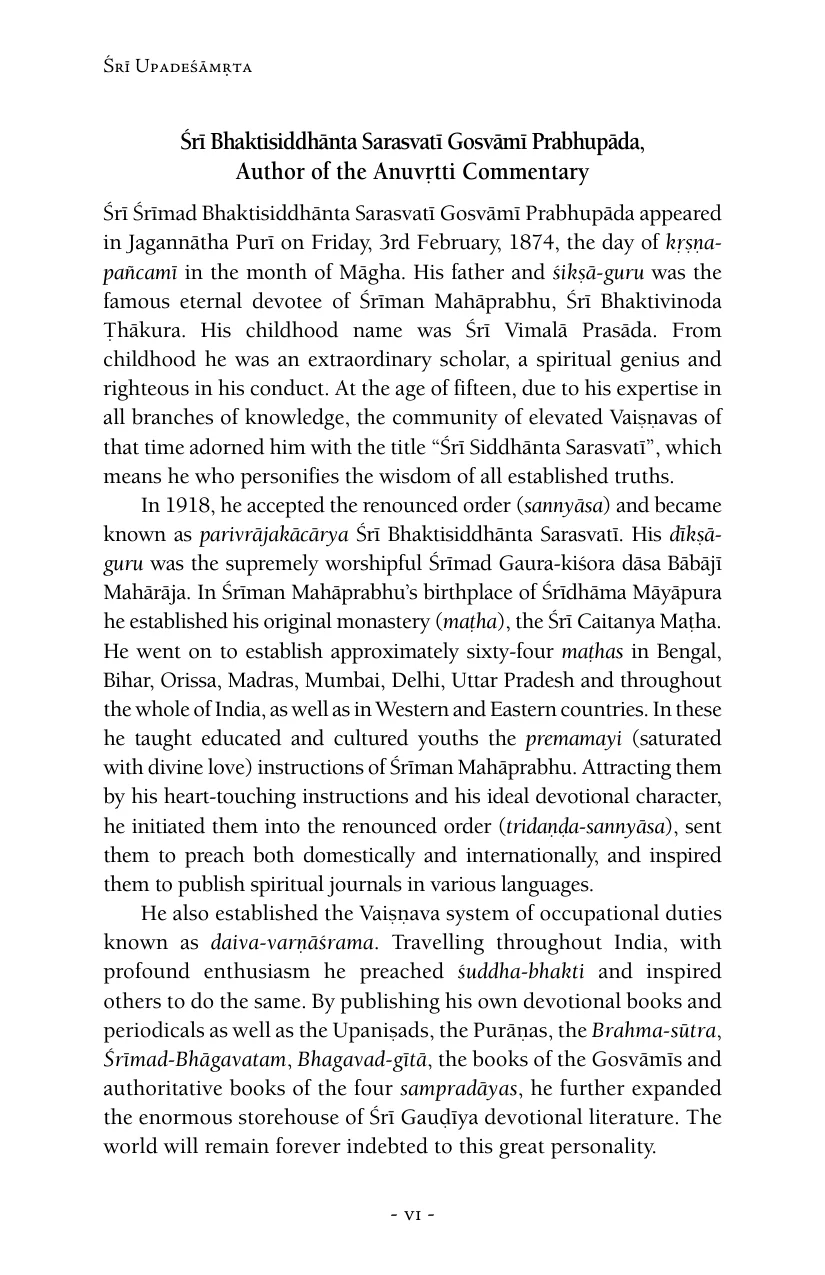 Śrī Upadeśāmṛta
Śrī Bhaktisiddhānta Sarasvatī Gosvāmī Prabhupāda,
Author of the Anuvṛtti Commentary
Śrī Śrīmad Bhaktisiddhānta Sarasvatī Gosvāmī Prabhupāda appeared
in Jagannātha Purī on Friday, 3rd February, 1874, the day of kṛṣṇa-
pañcamī in the month of Māgha. His father and śikṣā-guru was the
famous eternal devotee of Śrīman Mahāprabhu, Śrī Bhaktivinoda
Ṭhākura. His childhood name was Śrī Vimalā Prasāda. From
childhood he was an extraordinary scholar, a spiritual genius and
righteous in his conduct. At the age of fifteen, due to his expertise in
all branches of knowledge, the community of elevated Vaiṣṇavas of
that time adorned him with the title “Śrī Siddhānta Sarasvatī”, which
means he who personifies the wisdom of all established truths.
In 1918, he accepted the renounced order (sannyāsa) and became
known as parivrājakācārya Śrī Bhaktisiddhānta Sarasvatī. His dīkṣā-
guru was the supremely worshipful Śrīmad Gaura-kiśora dāsa Bābājī
Mahārāja. In Śrīman Mahāprabhu’s birthplace of Śrīdhāma Māyāpura
he established his original monastery (maṭha), the Śrī Caitanya Maṭha.
He went on to establish approximately sixty-four maṭhas in Bengal,
Bihar, Orissa, Madras, Mumbai, Delhi, Uttar Pradesh and throughout
the whole of India, as well as in Western and Eastern countries. In these
he taught educated and cultured youths the premamayi (saturated
with divine love) instructions of Śrīman Mahāprabhu. Attracting them
by his heart-touching instructions and his ideal devotional character,
he initiated them into the renounced order (tridaṇḍa-sannyāsa), sent
them to preach both domestically and internationally, and inspired
them to publish spiritual journals in various languages.
He also established the Vaiṣṇava system of occupational duties
known as daiva-varṇāśrama. Travelling throughout India, with
profound enthusiasm he preached śuddha-bhakti and inspired
others to do the same. By publishing his own devotional books and
periodicals as well as the Upaniṣads, the Purāṇas, the Brahma-sūtra,
Śrīmad-Bhāgavatam, Bhagavad-gītā, the books of the Gosvāmīs and
authoritative books of the four sampradāyas, he further expanded
the enormous storehouse of Śrī Gauḍīya devotional literature. The
world will remain forever indebted to this great personality.
- vi -